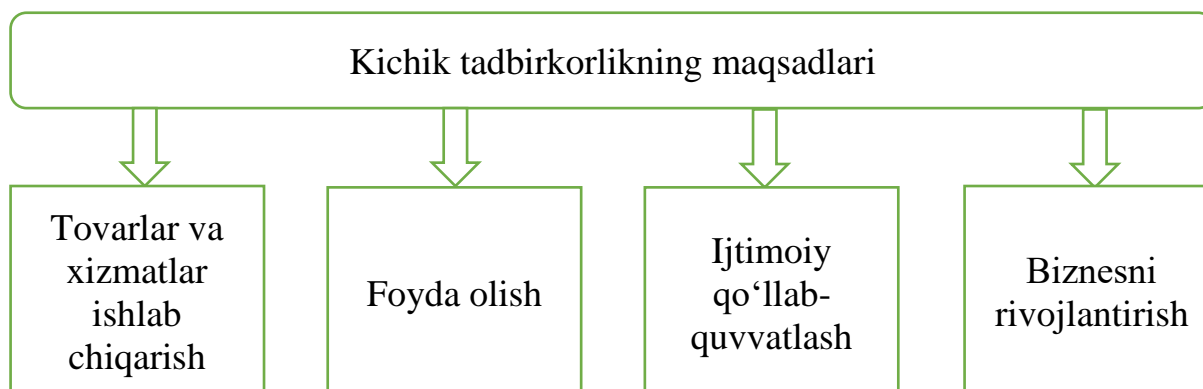 Kichik tadbirkorlikning maqsadlari
Tovarlar va
xizmatlar
ishlab
chiqarish
Foyda olish
Ijtimoiy
qo‘llab-
quvvatlash
Biznesni
rivojlantirish